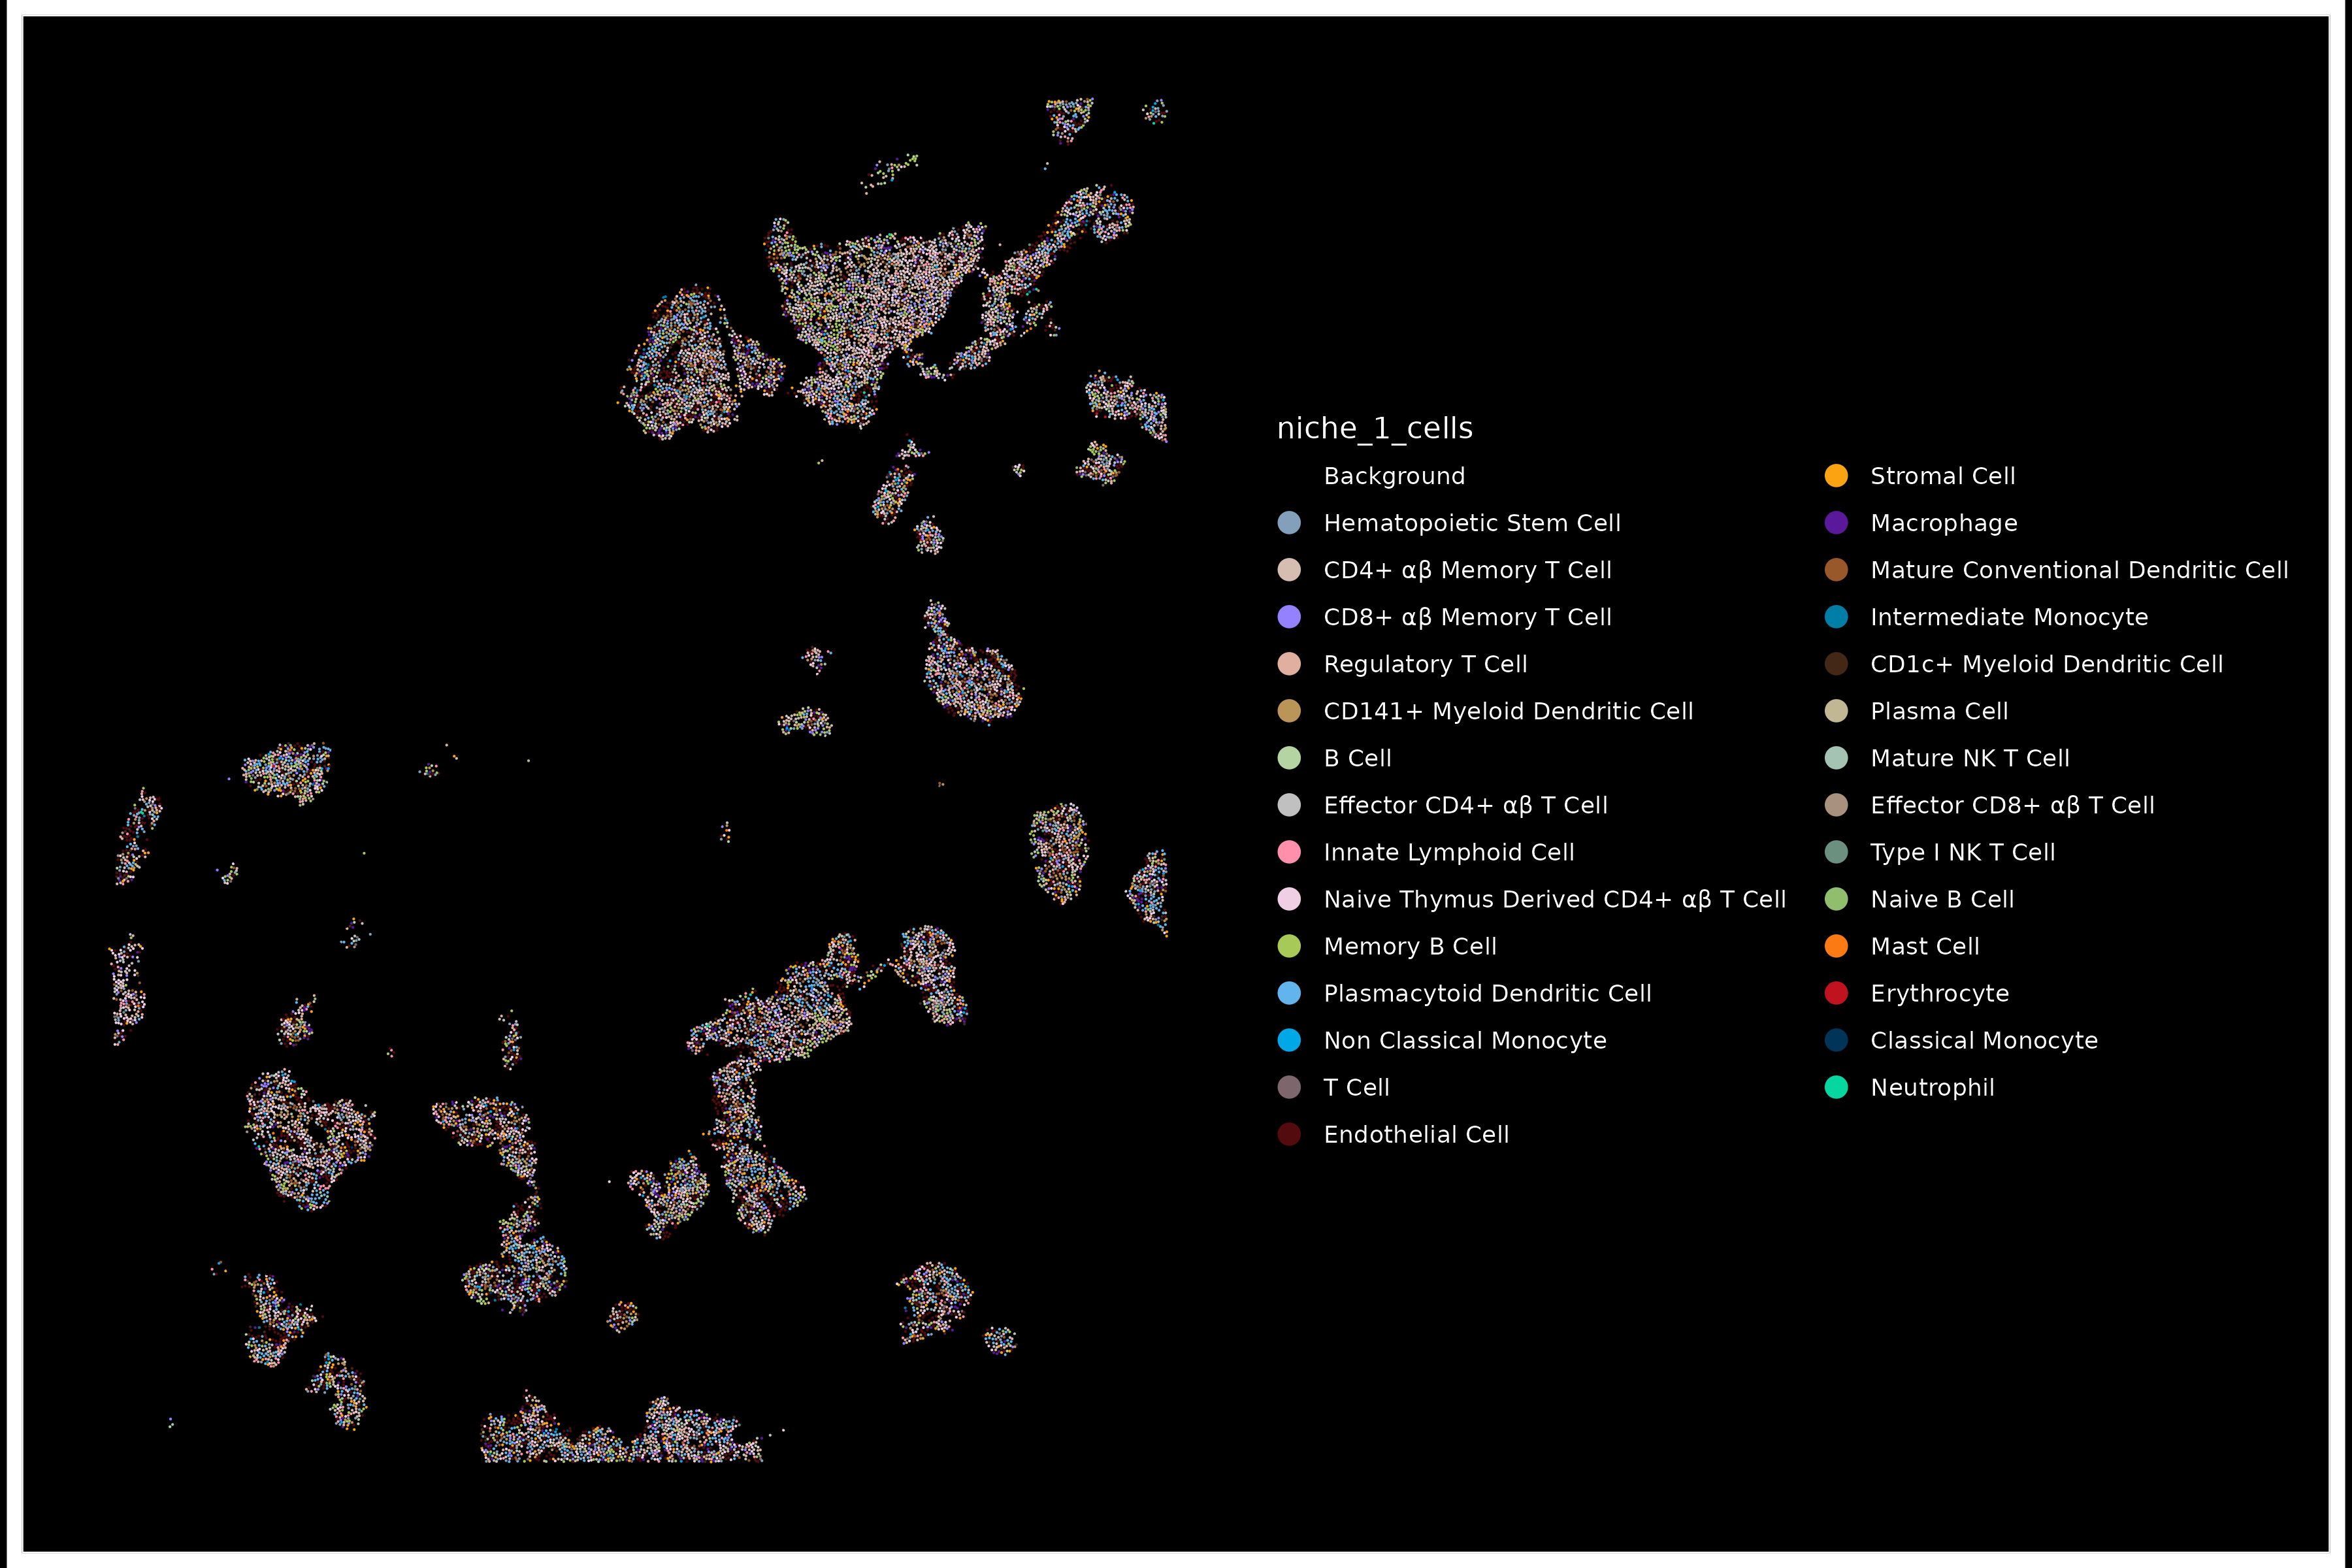 niche_1_cells
Background
Hematopoietic Stem Cell
CD4+ αβ Memory T Cell
CD8+ αβ Memory T Cell
Regulatory T Cell
CD141+ Myeloid Dendritic Cell
B Cell
Effector CD4+ αβ T Cell
Innate Lymphoid Cell
Naive Thymus Derived CD4+ αβ T Cell
Memory B Cell
Plasmacytoid Dendritic Cell
Non Classical Monocyte
T Cell
Endothelial Cell
Stromal Cell
Macrophage
Mature Conventional Dendritic Cell
Intermediate Monocyte
CD1c+ Myeloid Dendritic Cell
Plasma Cell
Mature NK T Cell
Effector CD8+ αβ T Cell
Type I NK T Cell
Naive B Cell
Mast Cell
Erythrocyte
Classical Monocyte
Neutrophil